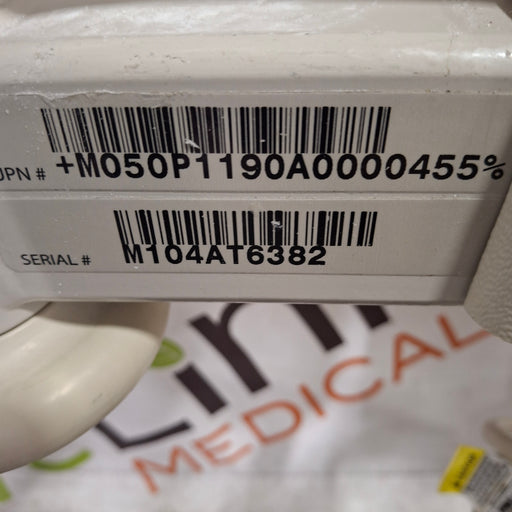 UPN # +M050P1190A0000455%
SERIAL # M104AT6382
MEDICAL